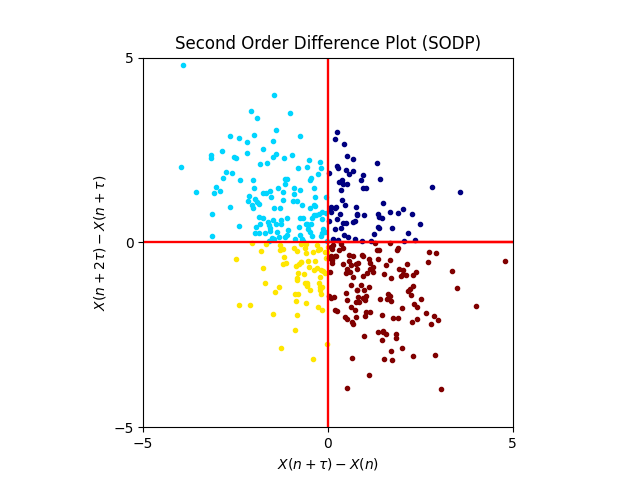 Second Order Difference Plot (SODP)
5
0
−5
−5
0
5
X(n + 2τ) − X(n + τ)
X(n + τ) − X(n)